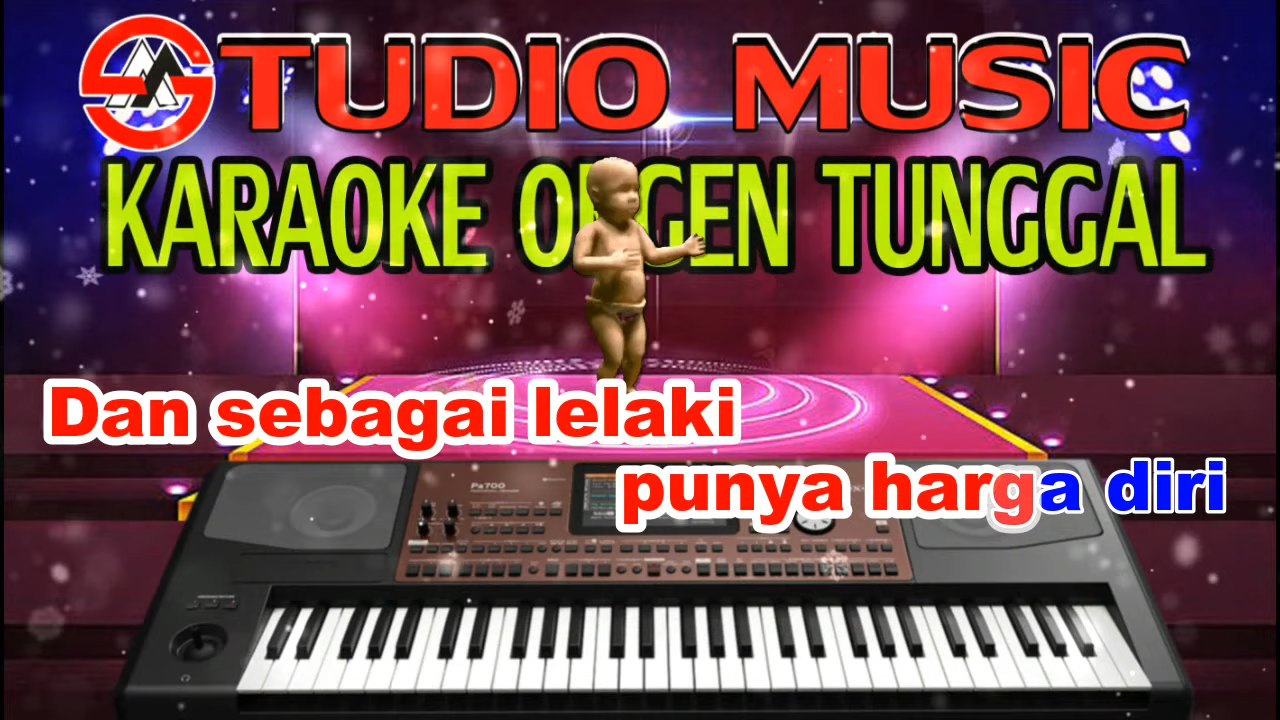 STUDIO MUSIC
KARAOKE ORGEN TUNGGAL
Dan sebagai lelaki
punya harga diri
Pa700